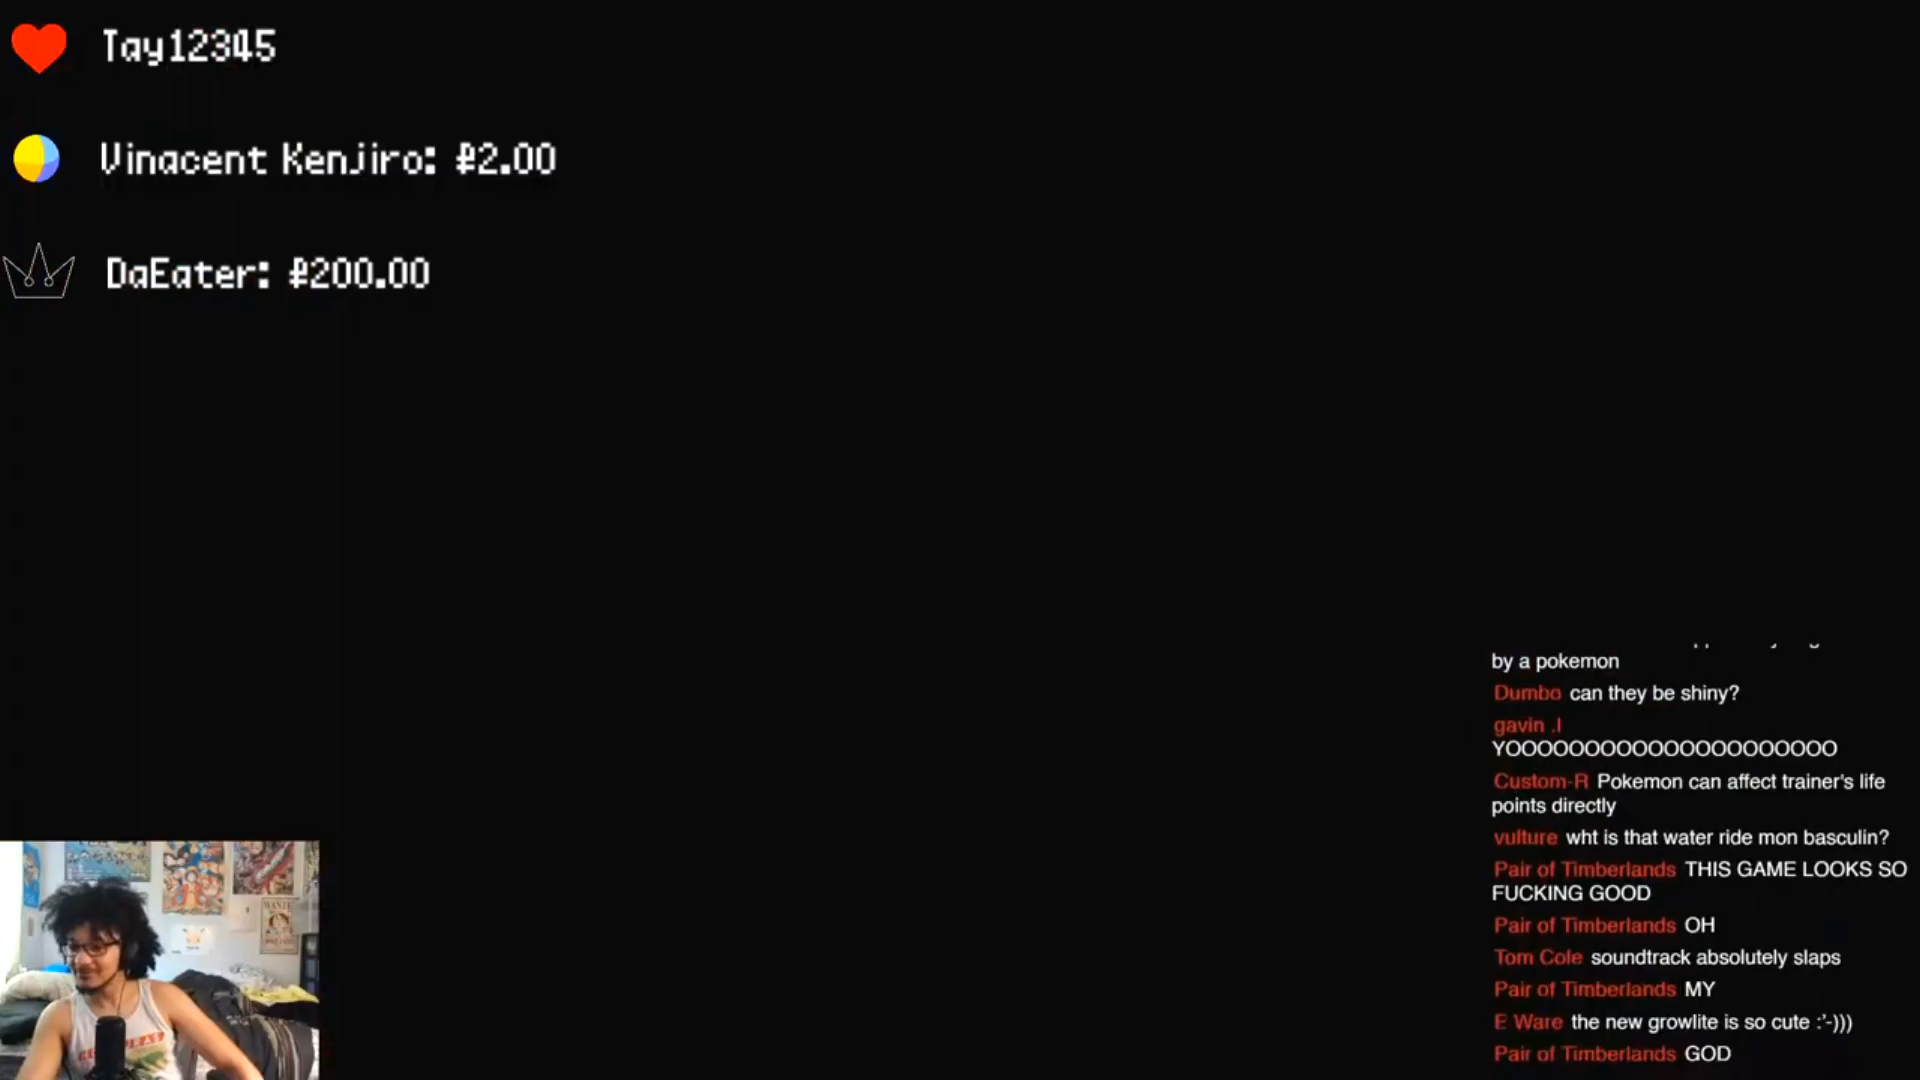 Tay12345
Vinacent Kenjiro: ₽2.00
DaEater: ₽200.00
by a pokemon
Dumbo can they be shiny?
gavin .l
YOOOOOOOOOOOOOOOOOOOOO
Custom-R Pokemon can affect trainer's life
points directly
vulture wht is that water ride mon basculin?
Pair of Timberlands THIS GAME LOOKS SO
FUCKING GOOD
Pair of Timberlands OH
Tom Cole soundtrack absolutely slaps
Pair of Timberlands MY
E Ware the new growlite is so cute :'-)))
Pair of Timberlands GOD
WANTED